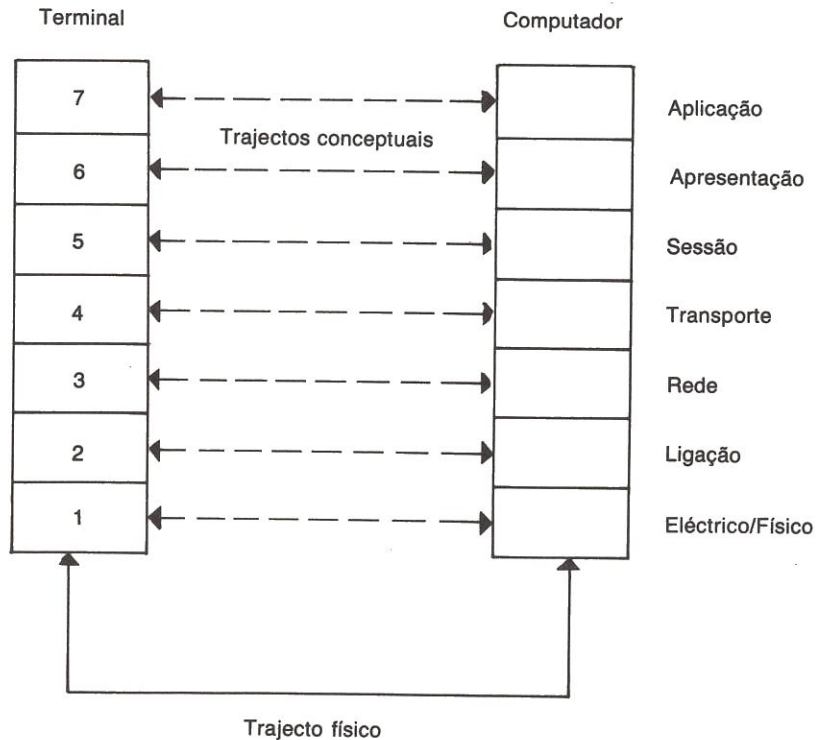 Terminal
Computador
7
Aplicação
Trajectos conceptuais
6
Apresentação
5
Sessão
4
Transporte
3
Rede
2
Ligação
1
Eléctrico/Físico
Trajecto físico